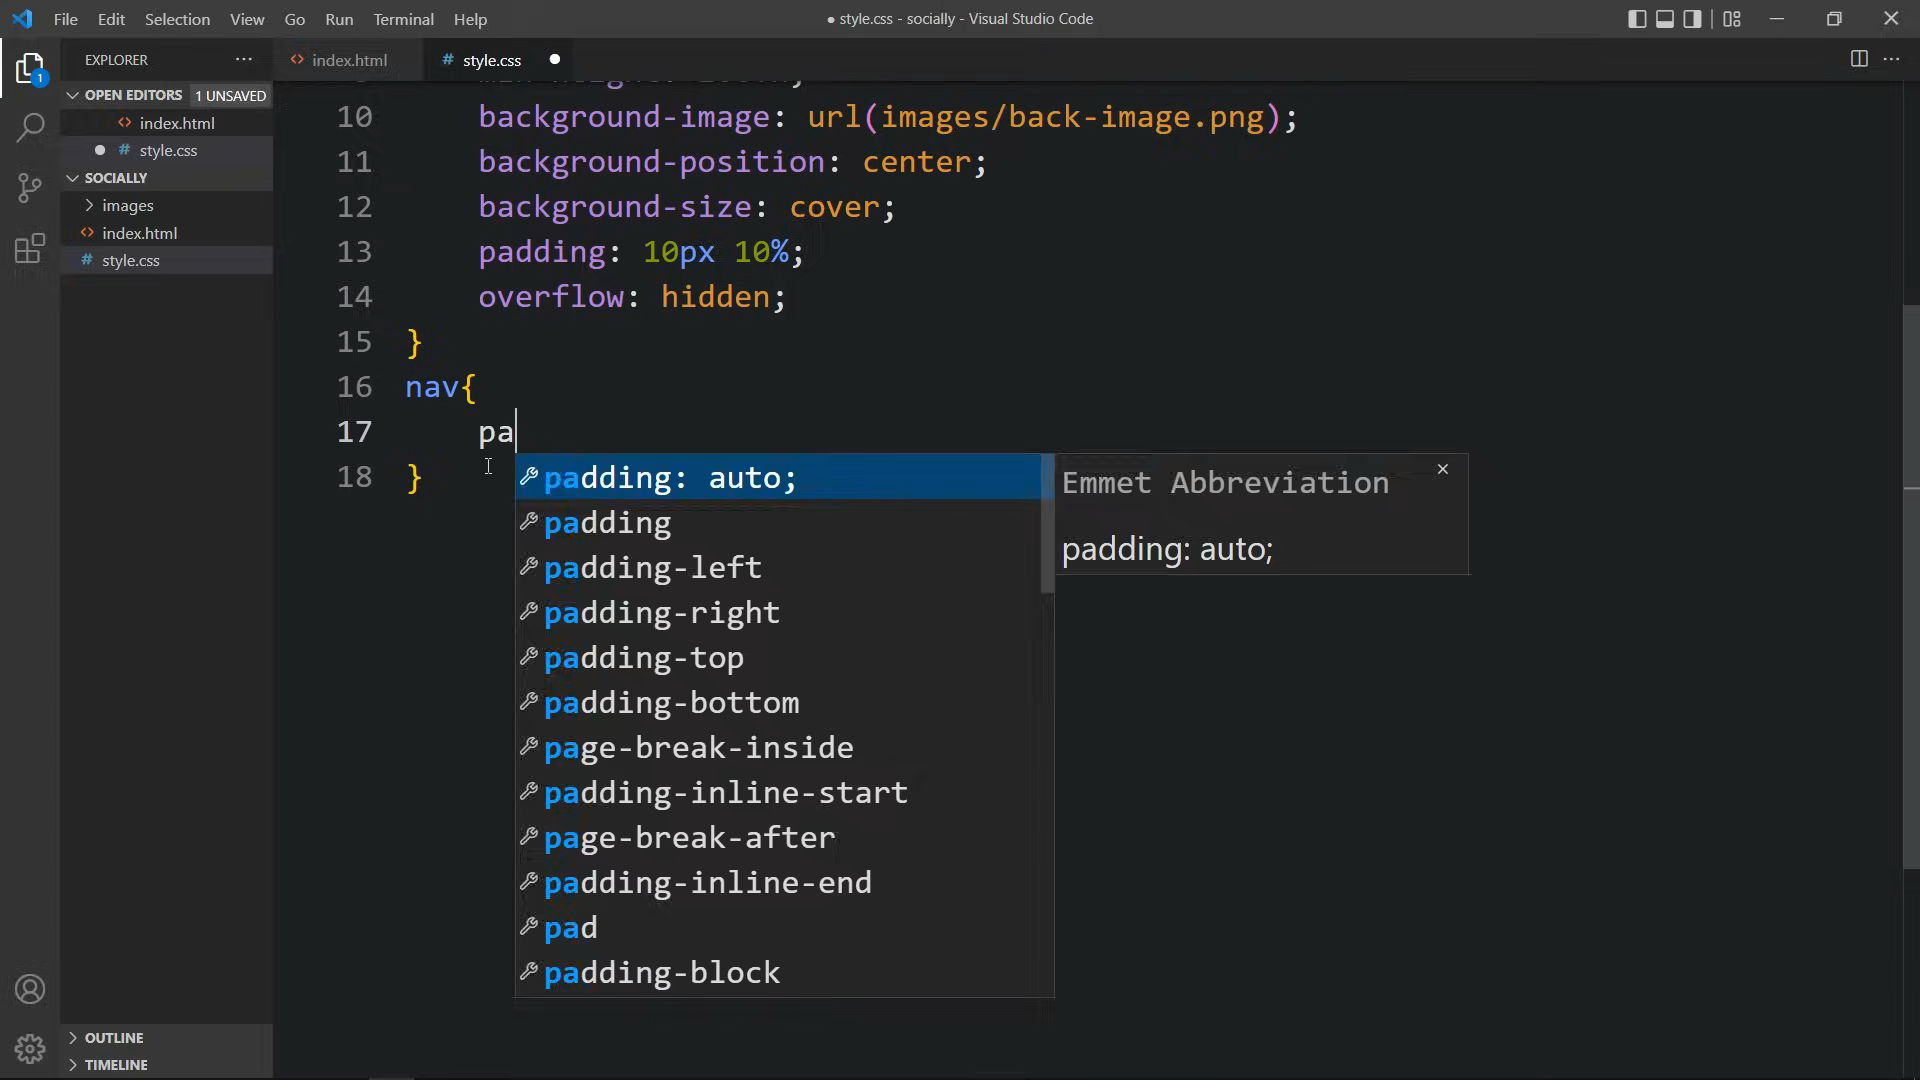 File Edit Selection View Go Run Terminal Help
● style.css - socially - Visual Studio Code
EXPLORER
index.html
# style.css
OPEN EDITORS 1 UNSAVED
index.html
# style.css
SOCIALLY
images
index.html
# style.css
OUTLINE
TIMELINE
1
10 background-image: url(images/back-image.png);
11 background-position: center;
12 background-size: cover;
13 padding: 10px 10%;
14 overflow: hidden;
15 }
16 nav{
17 pa
18 }
padding: auto;
padding
padding-left
padding-right
padding-top
padding-bottom
page-break-inside
padding-inline-start
page-break-after
padding-inline-end
pad
padding-block
Emmet Abbreviation
padding: auto;